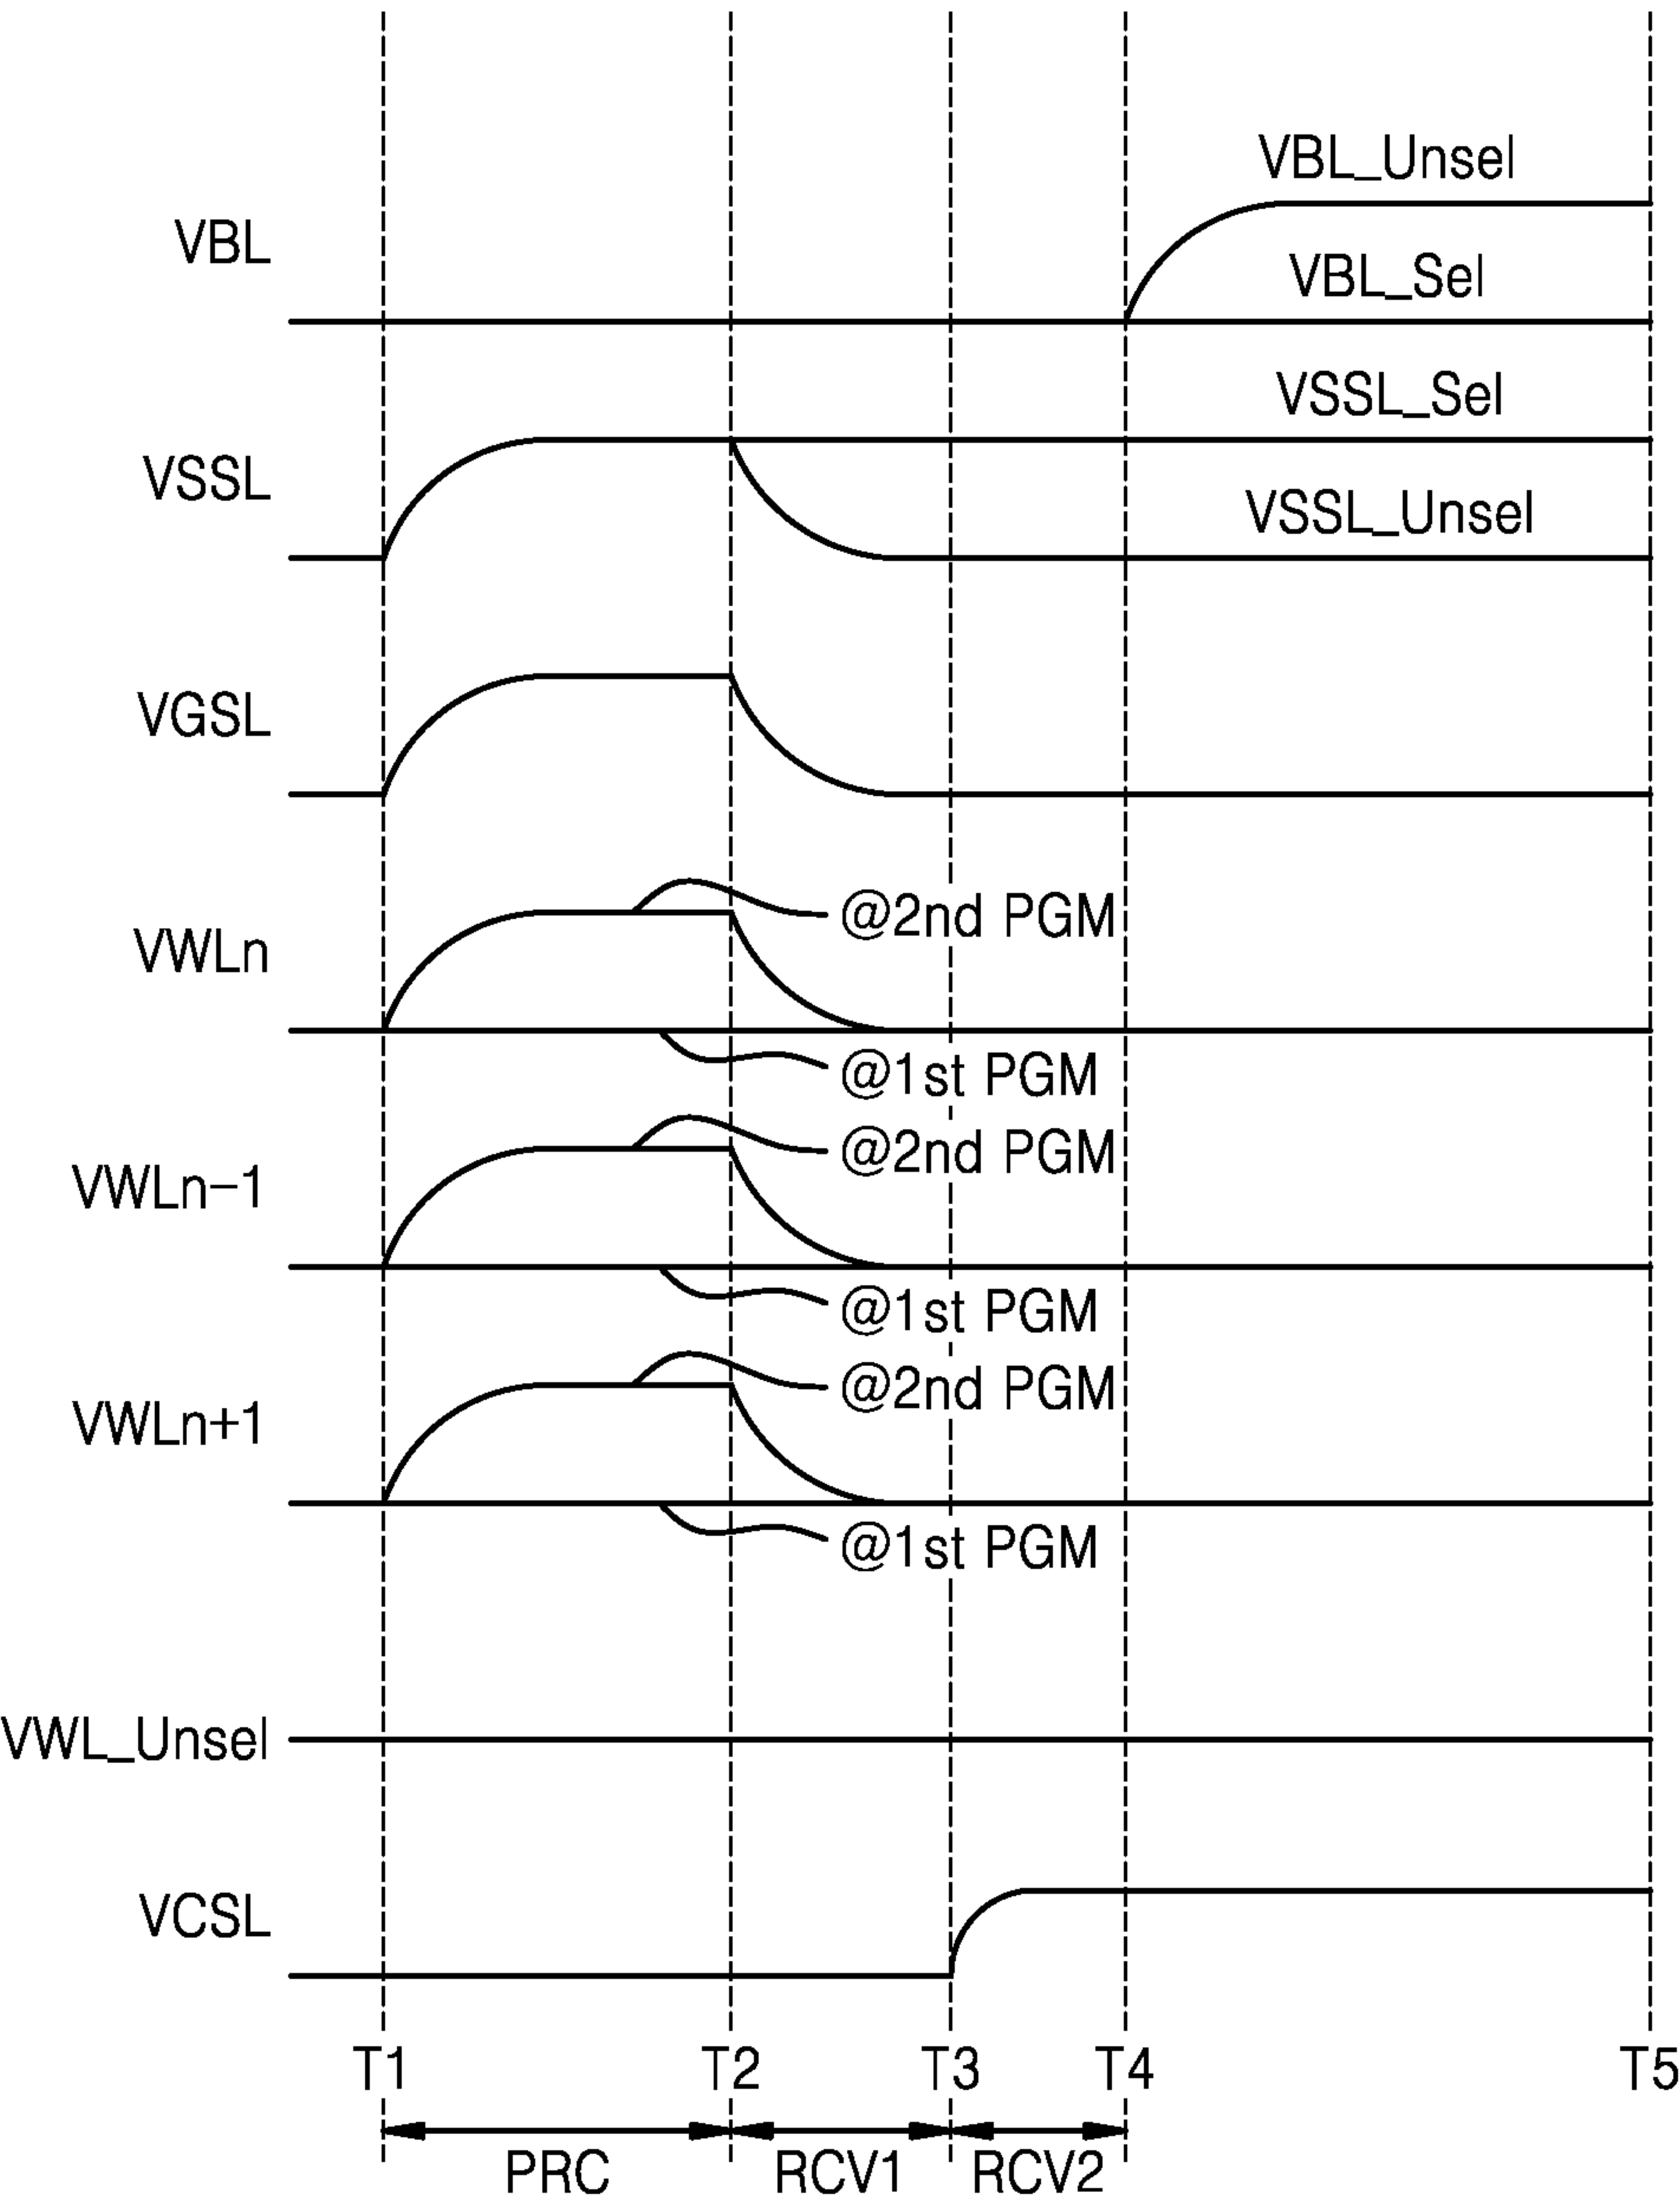 VBL_Unsel
VBL
VBL_Sel
VSSL_Sel
VSSL
VSSL_Unsel
VGSL
@2nd PGM
VWLn
@1st PGM
@2nd PGM
VWLn-1
@1st PGM
@2nd PGM
VWLn+1
@1st PGM
VWL_Unsel
VCSL
T1 T2 T3 T4 T5
PRC RCV1 RCV2